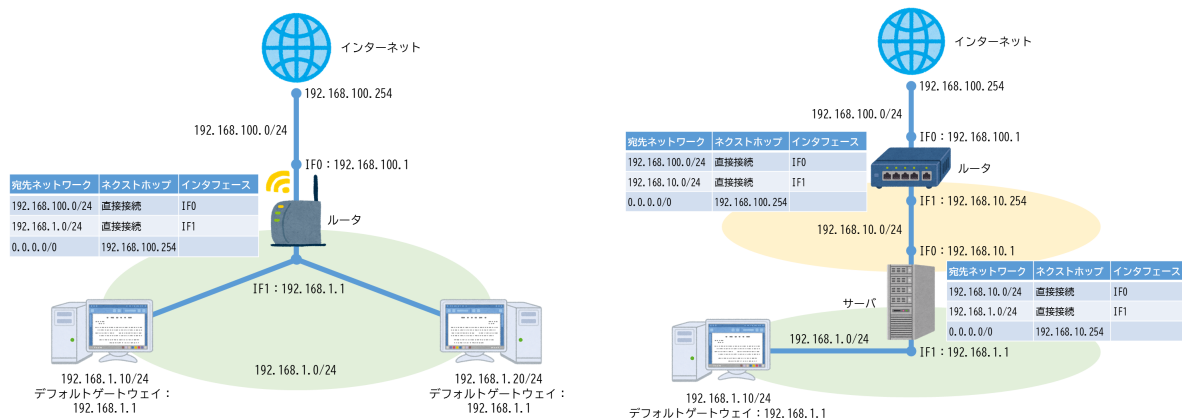 インターネット
192.168.100.254
192.168.100.0/24
IF0：192.168.100.1
宛先ネットワーク ネクストホップ インタフェース
192.168.100.0/24 直接接続 IF0
192.168.1.0/24 直接接続 IF1
0.0.0.0/0 192.168.100.254
ルータ
IF1：192.168.1.1
192.168.1.0/24
192.168.1.10/24
デフォルトゲートウェイ：
192.168.1.1
192.168.1.20/24
デフォルトゲートウェイ：
192.168.1.1
インターネット
192.168.100.254
192.168.100.0/24
IF0：192.168.100.1
宛先ネットワーク ネクストホップ インタフェース
192.168.100.0/24 直接接続 IF0
192.168.10.0/24 直接接続 IF1
0.0.0.0/0 192.168.100.254
ルータ
IF1：192.168.10.254
192.168.10.0/24
IF0：192.168.10.1
宛先ネットワーク ネクストホップ インタフェース
192.168.10.0/24 直接接続 IF0
192.168.1.0/24 直接接続 IF1
0.0.0.0/0 192.168.10.254
サーバ
192.168.1.0/24
IF1：192.168.1.1
192.168.1.10/24
デフォルトゲートウェイ：192.168.1.1